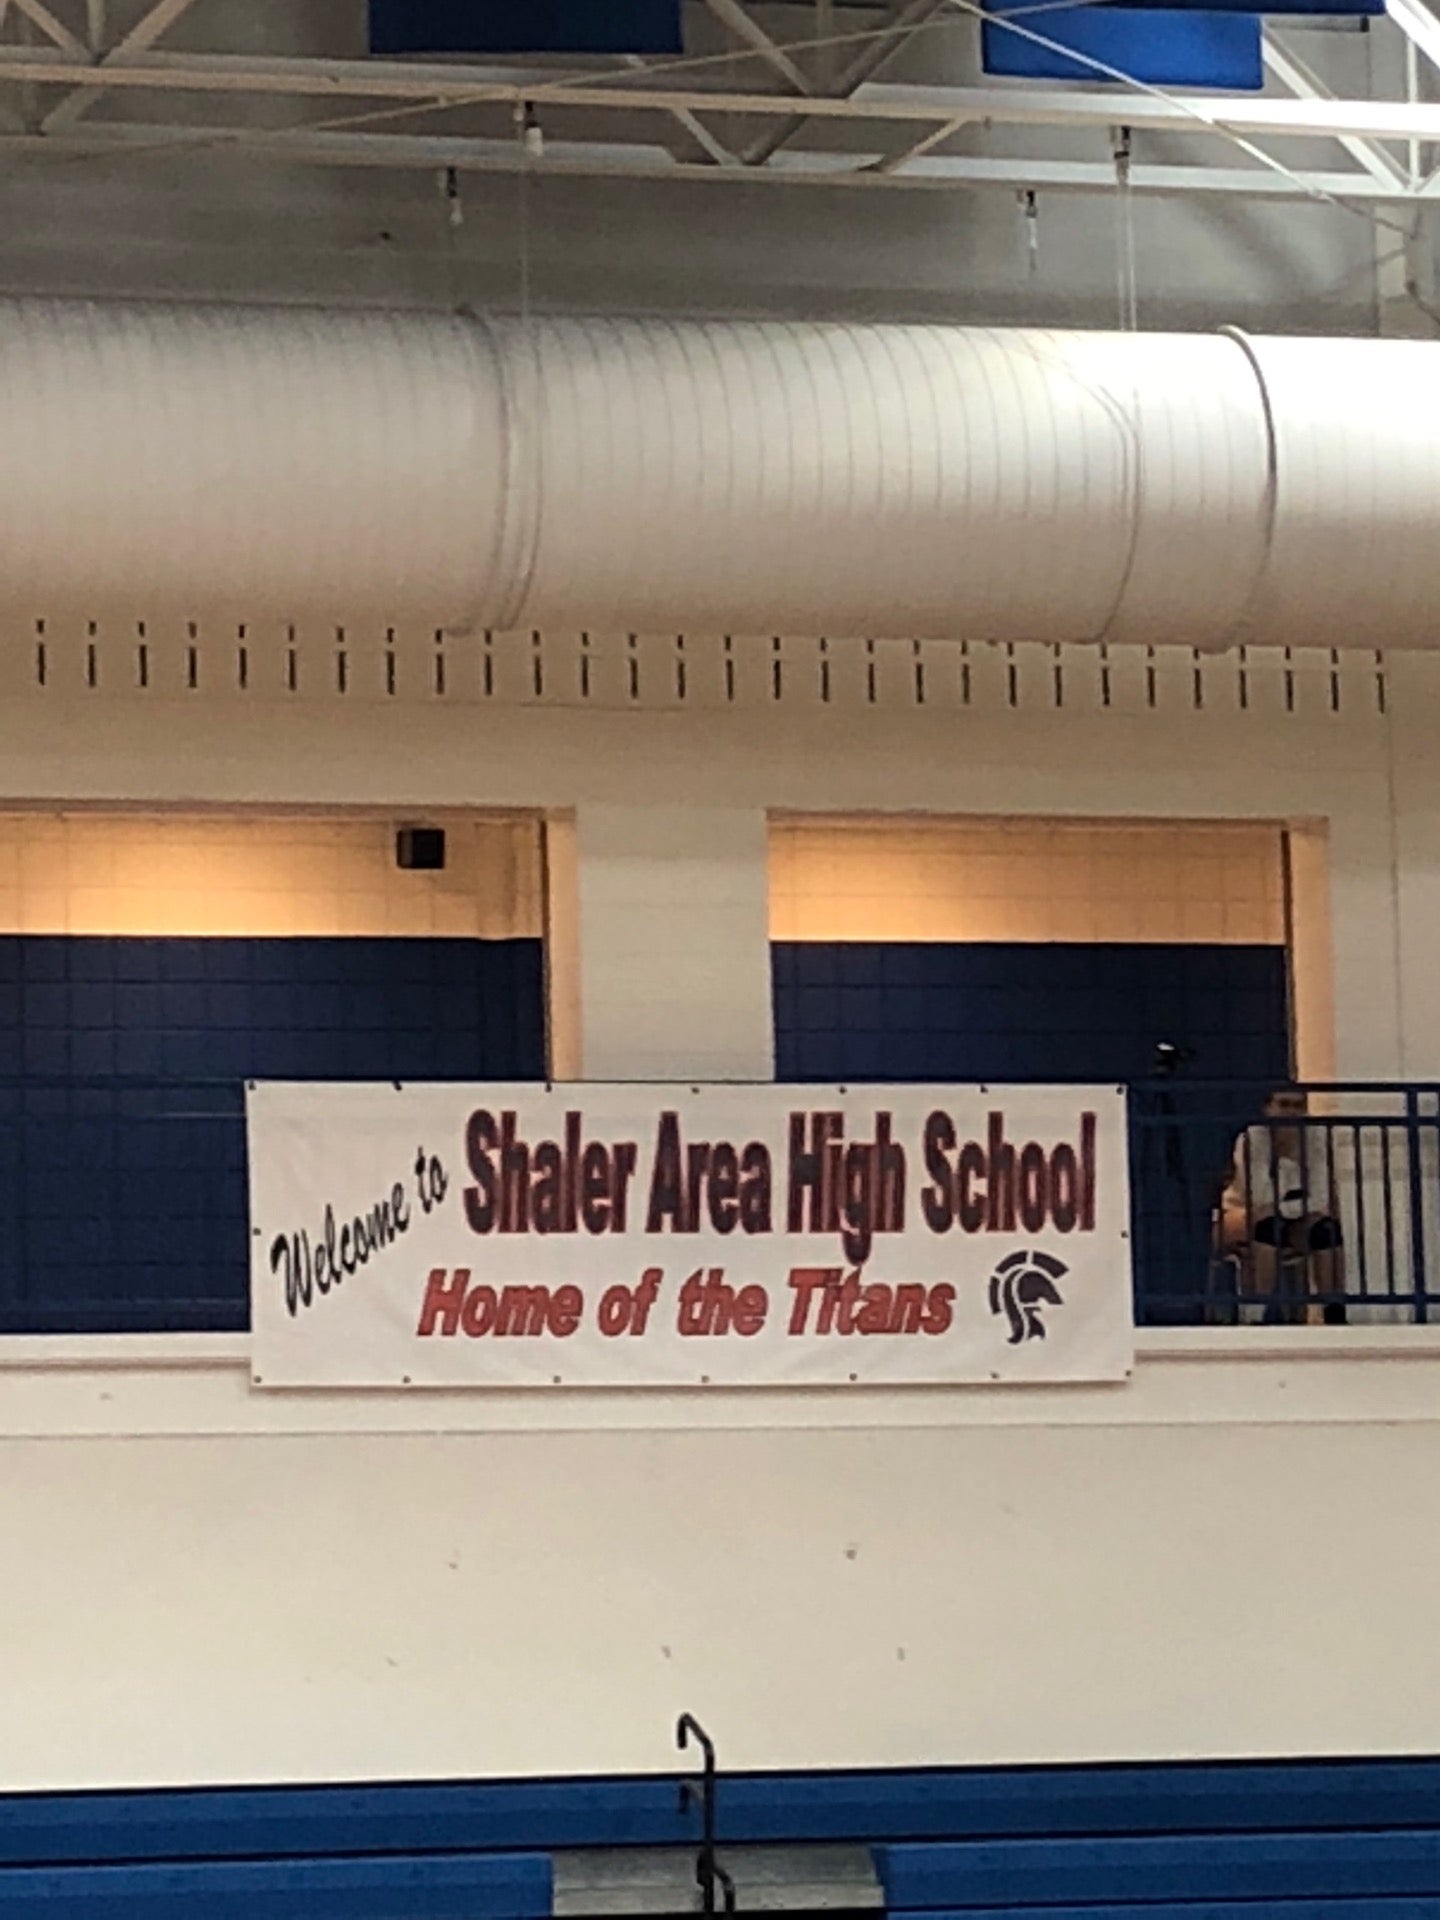 Welcome to Shaler Area High School
Home of the Titans